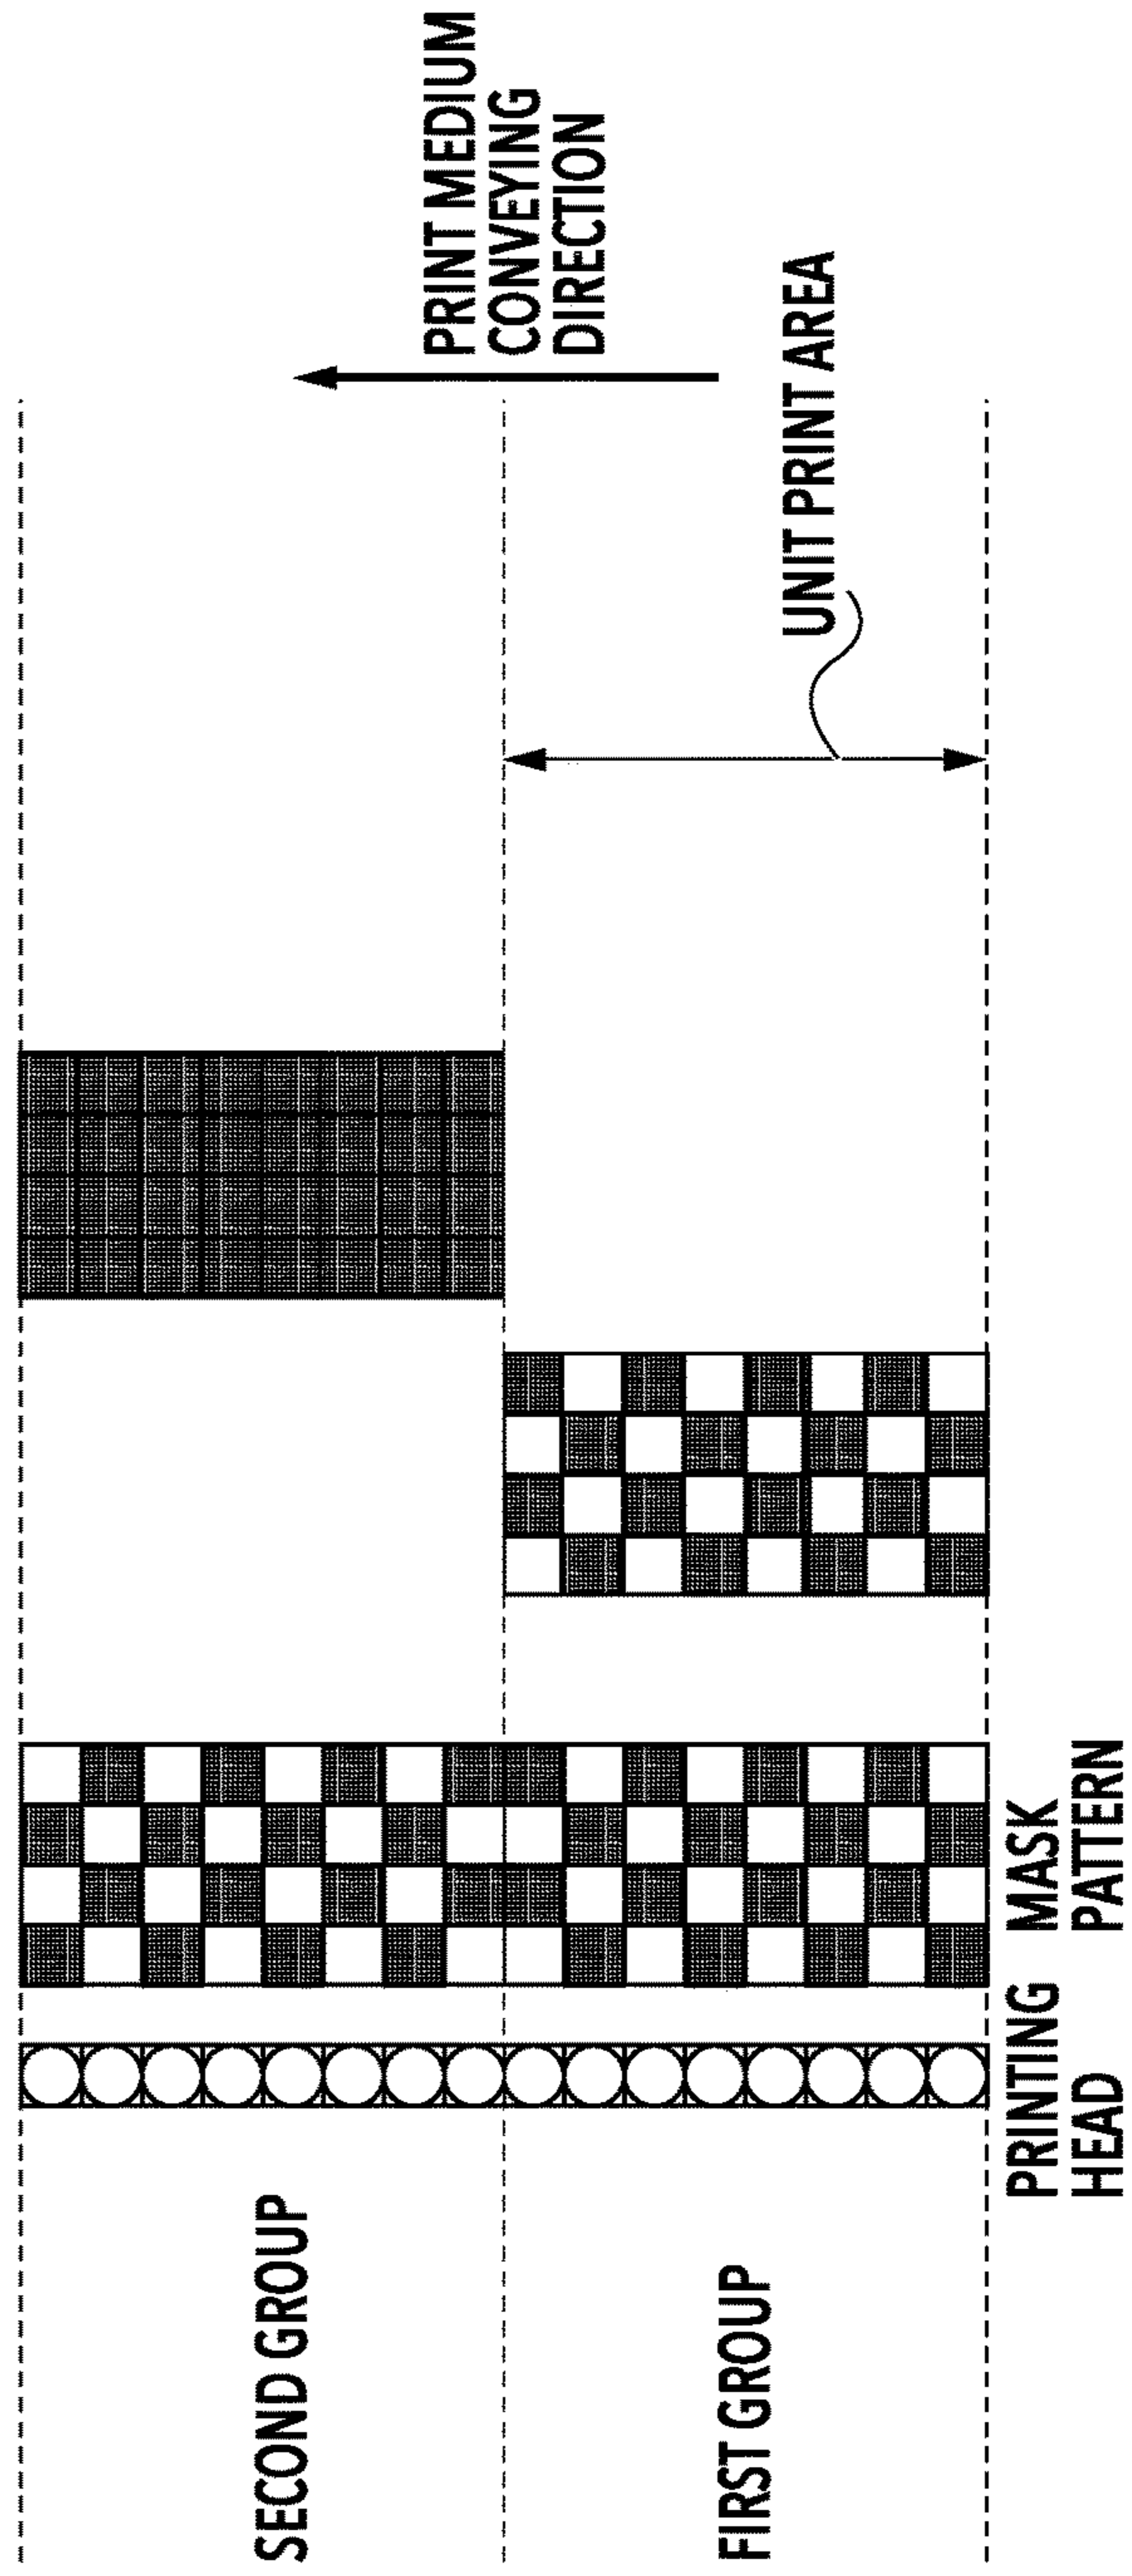 SECOND GROUP
FIRST GROUP
PRINTING
HEAD
MASK
PATTERN
UNIT PRINT AREA
PRINT MEDIUM
CONVEYING
DIRECTION